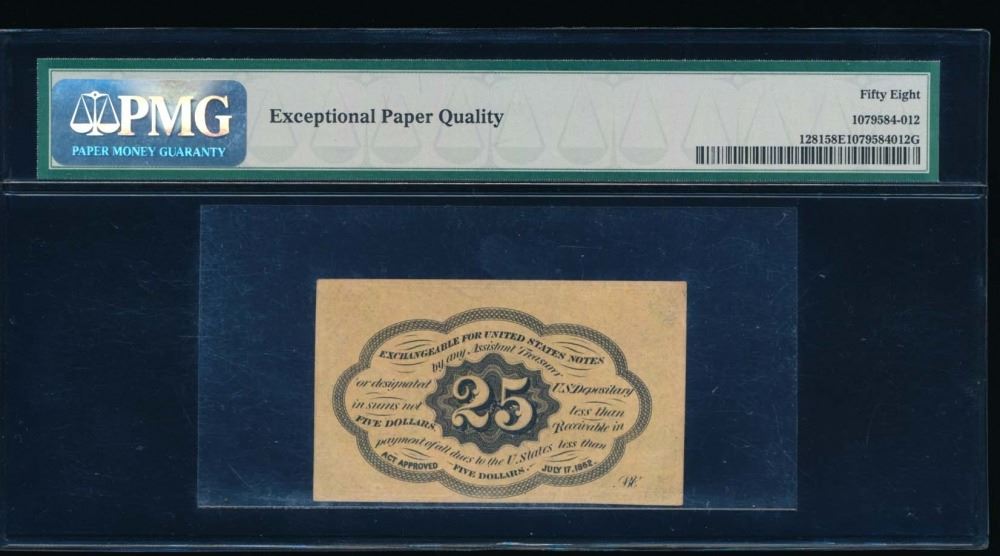 PMG
PAPER MONEY GUARANTY
Exceptional Paper Quality
Fifty Eight
1079584-012
128158E1079584012G
EXCHANGEABLE FOR UNITED STATES NOTES
by any Assistant Treasurer
or designated U.S. Depositary
in sums not less than
FIVE DOLLARS. Receivable in
payment of all dues to the U. States less than
FIVE DOLLARS.
25
ACT APPROVED JULY 17, 1862